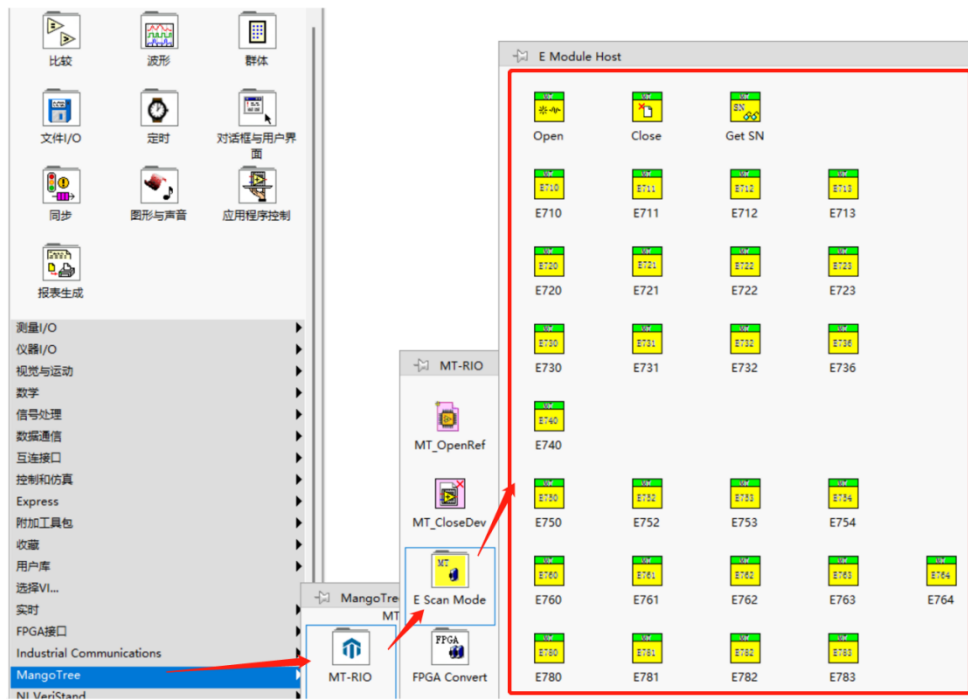 比较
波形
群体
文件I/O
定时
对话框与用户界
面
同步
图形与声音
应用程序控制
报表生成
测量I/O
仪器I/O
视觉与运动
数学
信号处理
数据通信
互连接口
控制和仿真
Express
附加工具包
收藏
用户库
选择VI...
实时
FPGA接口
Industrial Communications
MangoTree
NI VeriStand
MangoTree
MT
MT-RIO
MT-RIO
MT_OpenRef
MT_CloseDev
MT
E Scan Mode
FPGA
FPGA Convert
E Module Host
Open
Close
SN
Get SN
E710 E711 E712 E713
E710 E711 E712 E713
E720 E721 E722 E723
E720 E721 E722 E723
E730 E731 E732 E736
E730 E731 E732 E736
E740
E740
E750 E752 E753 E754
E750 E752 E753 E754
E760 E761 E762 E763 E764
E760 E761 E762 E763 E764
E780 E781 E782 E783
E780 E781 E782 E783